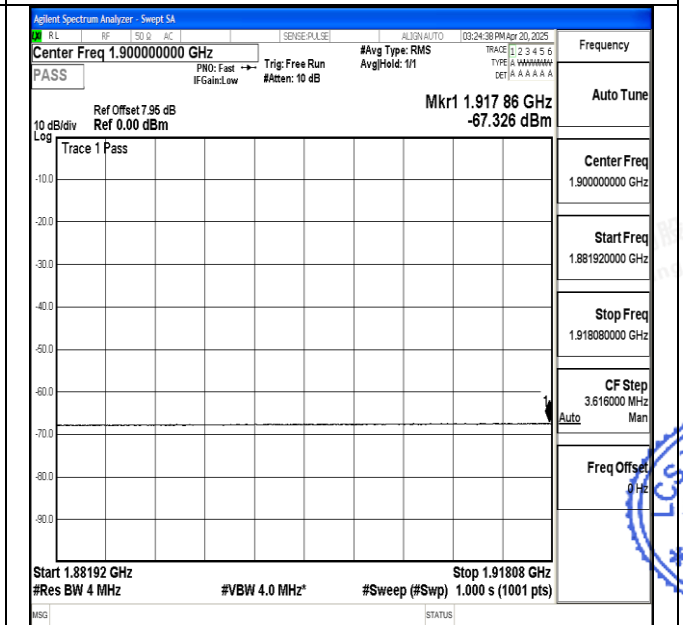 Agilent Spectrum Analyzer - Swept SA
LXI RL RF 50 Ω AC SENSE:PULSE ALIGN AUTO 03:24:38 PM Apr 20, 2025
Center Freq 1.900000000 GHz
PASS
PNO: Fast
IFGain:Low
Trig: Free Run
#Atten: 10 dB
#Avg Type: RMS
Avg|Hold: 1/1
TRACE 1 2 3 4 5 6
TYPE A WWWWW
DET A A A A A A
Mkr1 1.917 86 GHz
-67.326 dBm
Ref Offset 7.95 dB
10 dB/div Ref 0.00 dBm
Log
Trace 1 Pass
-10.0
-20.0
-30.0
-40.0
-50.0
-60.0
-70.0
-80.0
-90.0
1
Start 1.88192 GHz
Stop 1.91808 GHz
#Res BW 4 MHz
#VBW 4.0 MHz*
#Sweep (#Swp) 1.000 s (1001 pts)
MSG
STATUS
Frequency
Auto Tune
Center Freq
1.900000000 GHz
Start Freq
1.881920000 GHz
Stop Freq
1.918080000 GHz
CF Step
3.616000 MHz
Auto Man
Freq Offset
0 Hz
LCS